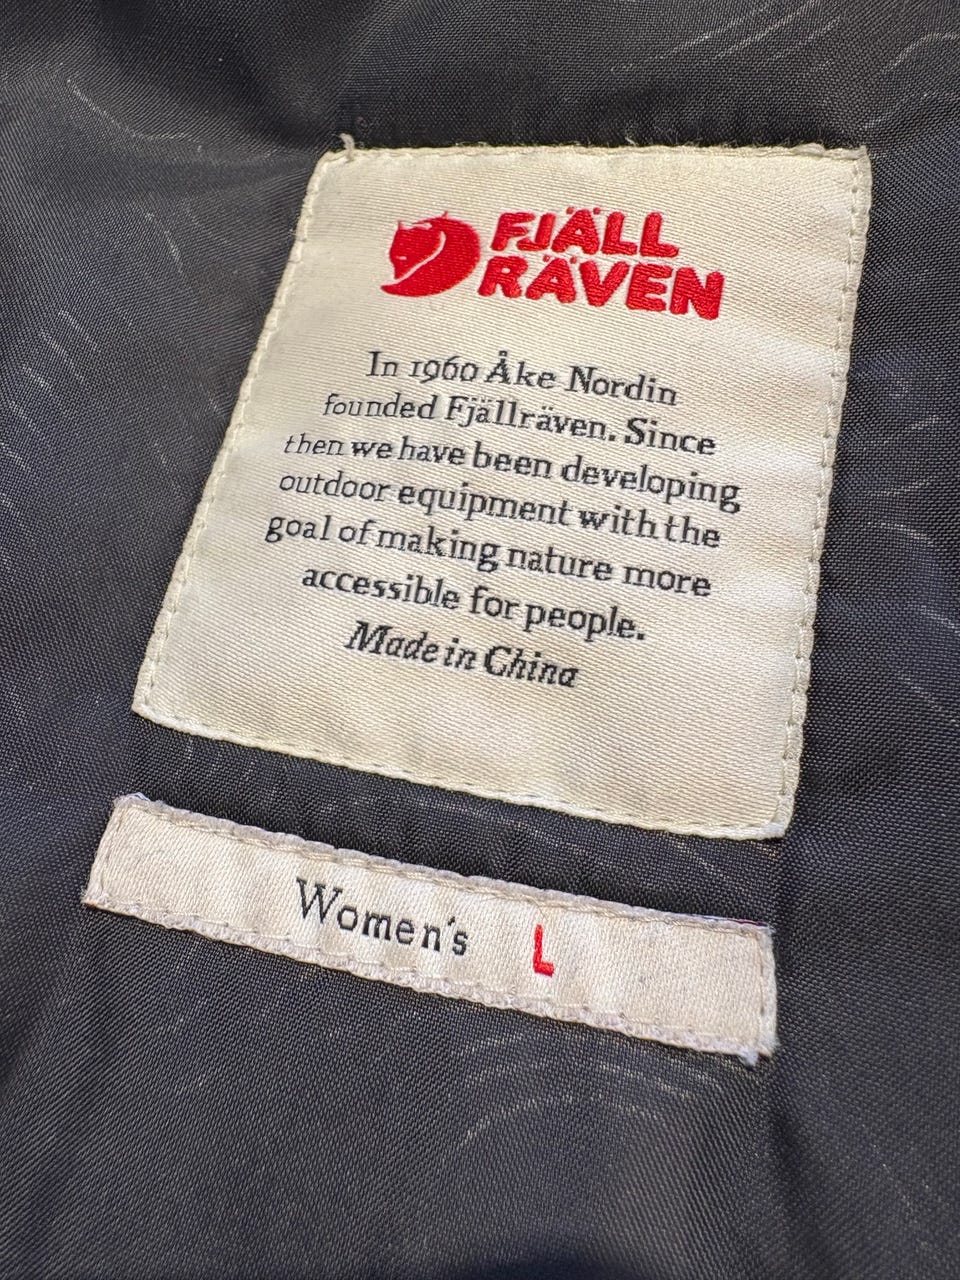 FJÄLL
RÄVEN
In 1960 Åke Nordin
founded Fjällräven. Since
then we have been developing
outdoor equipment with the
goal of making nature more
accessible for people.
Made in China
Women's L